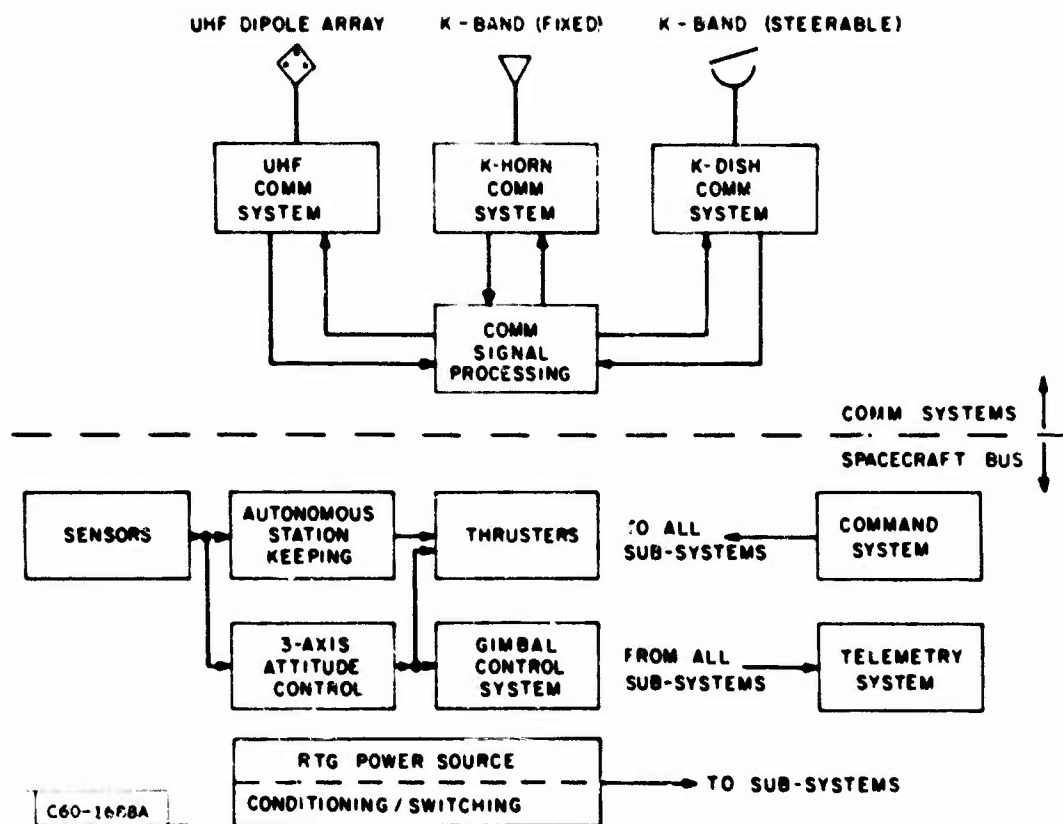 UHF DIPOLE ARRAY
K-BAND (FIXED)
K-BAND (STEERABLE)
UHF
COMM
SYSTEM
K-HORN
COMM
SYSTEM
K-DISH
COMM
SYSTEM
COMM
SIGNAL
PROCESSING
COMM SYSTEMS
SPACECRAFT BUS
SENSORS
AUTONOMOUS
STATION
KEEPING
THRUSTERS
TO ALL
SUB-SYSTEMS
COMMAND
SYSTEM
3-AXIS
ATTITUDE
CONTROL
GIMBAL
CONTROL
SYSTEM
FROM ALL
SUB-SYSTEMS
TELEMETRY
SYSTEM
RTG POWER SOURCE
CONDITIONING / SWITCHING
TO SUB-SYSTEMS